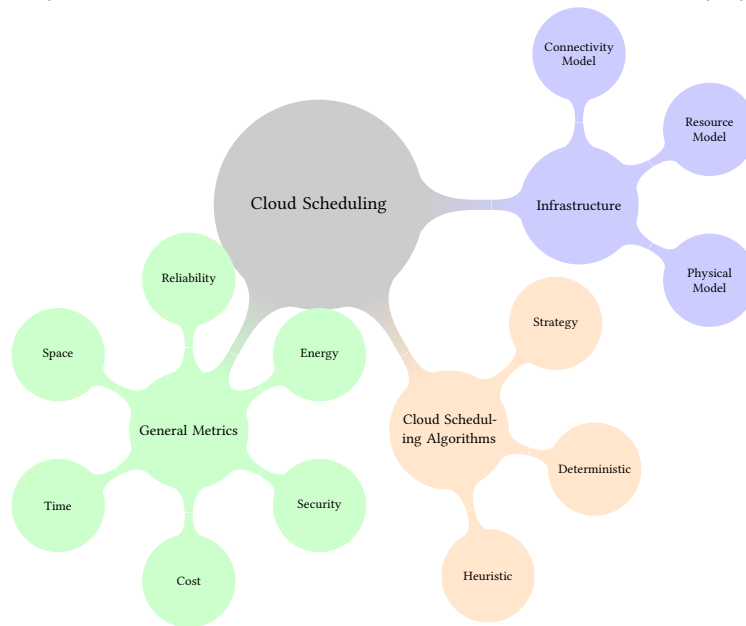 Connectivity
Model
Resource
Model
Cloud Scheduling
Infrastructure
Physical
Model
Reliability
Strategy
Space
Energy
General Metrics
Cloud Schedul-
ing Algorithms
Deterministic
Time
Security
Cost
Heuristic